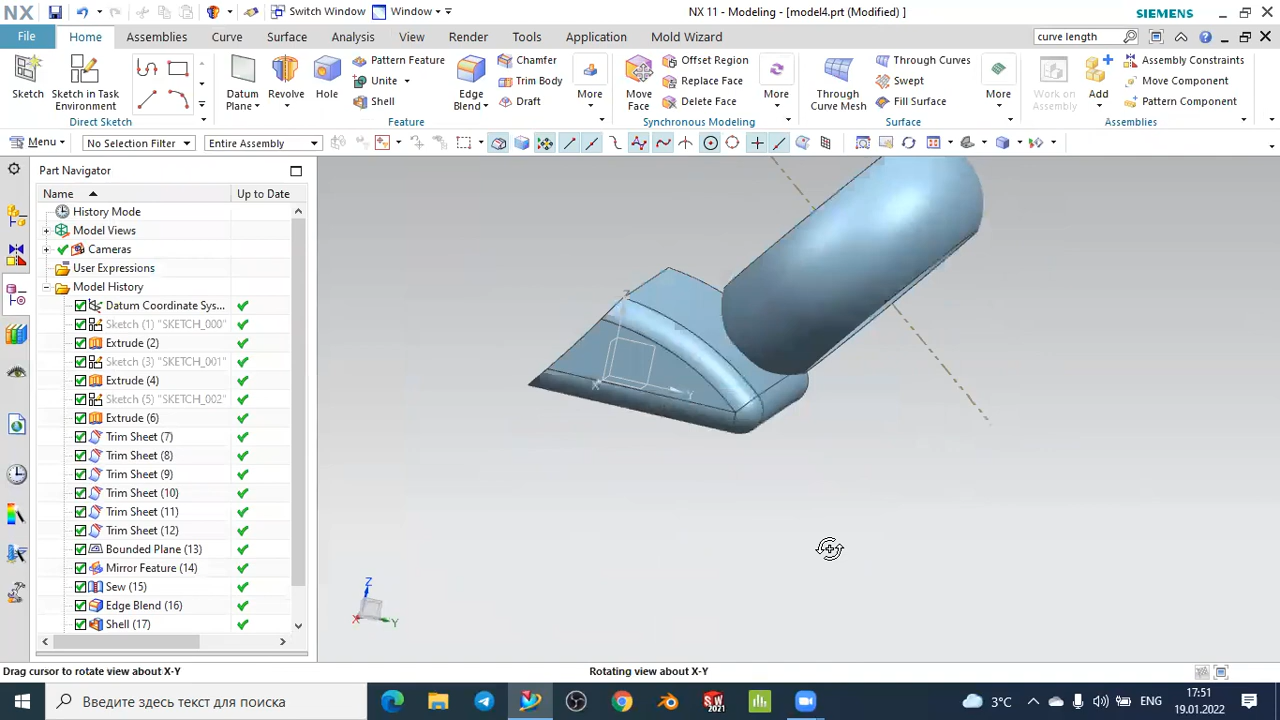 NX
Switch Window
Window
NX 11 - Modeling - [model4.prt (Modified) ]
SIEMENS
File
Home
Assemblies
Curve
Surface
Analysis
View
Render
Tools
Application
Mold Wizard
curve length
Sketch
Sketch in Task Environment
Direct Sketch
Datum Plane
Revolve
Hole
Pattern Feature
Unite
Shell
Edge Blend
Chamfer
Trim Body
Draft
More
Feature
Move Face
Offset Region
Replace Face
Delete Face
More
Synchronous Modeling
Through Curve Mesh
Through Curves
Swept
Fill Surface
More
Surface
Work on Assembly
Add
Assembly Constraints
Move Component
Pattern Component
Assemblies
Menu
No Selection Filter
Entire Assembly
Part Navigator
Name
Up to Date
History Mode
Model Views
Cameras
User Expressions
Model History
Datum Coordinate Sys...
Sketch (1) "SKETCH_000"
Extrude (2)
Sketch (3) "SKETCH_001"
Extrude (4)
Sketch (5) "SKETCH_002"
Extrude (6)
Trim Sheet (7)
Trim Sheet (8)
Trim Sheet (9)
Trim Sheet (10)
Trim Sheet (11)
Trim Sheet (12)
Bounded Plane (13)
Mirror Feature (14)
Sew (15)
Edge Blend (16)
Shell (17)
Z
X
Y
Z
X
Y
Drag cursor to rotate view about X-Y
Rotating view about X-Y
Введите здесь текст для поиска
SW
2021
3°C
ENG
17:51
19.01.2022